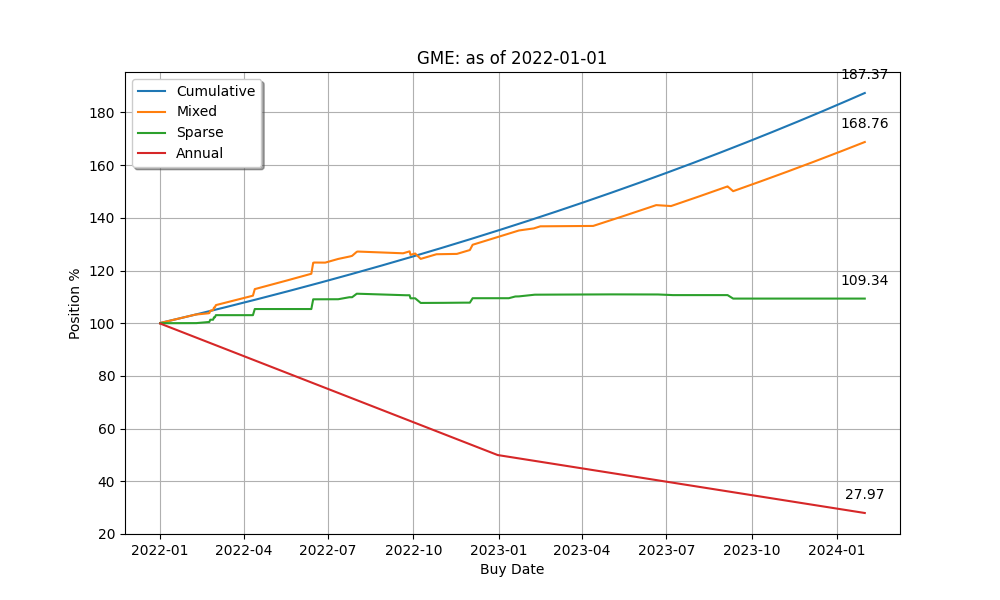 GME: as of 2022-01-01
Cumulative
Mixed
Sparse
Annual
187.37
168.76
109.34
27.97
Position %
180
160
140
120
100
80
60
40
20
2022-01 2022-04 2022-07 2022-10 2023-01 2023-04 2023-07 2023-10 2024-01
Buy Date